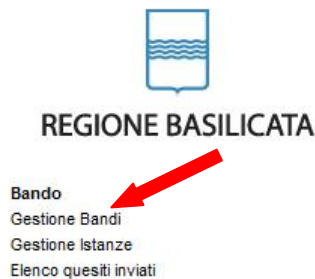 REGIONE BASILICATA
Bando
Gestione Bandi
Gestione Istanze
Elenco quesiti inviati